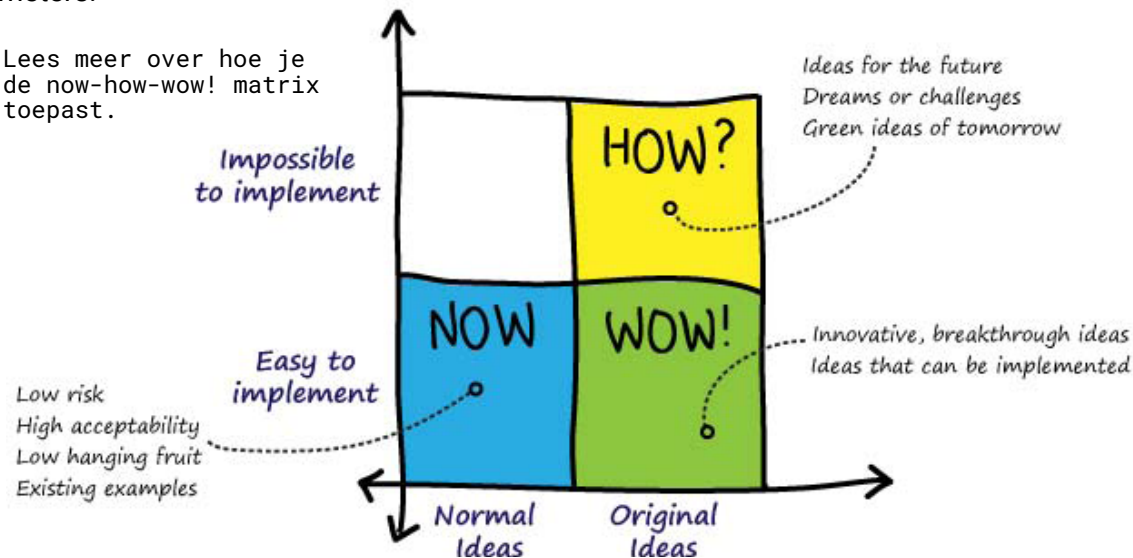 Lees meer over hoe je
de now-how-wow! matrix
toepast.
Ideas for the future
Dreams or challenges
Green ideas of tomorrow
Impossible
to implement
HOW?
NOW
WOW!
Innovative, breakthrough ideas
Ideas that can be implemented
Easy to
implement
Low risk
High acceptability
Low hanging fruit
Existing examples
Normal
Ideas
Original
Ideas